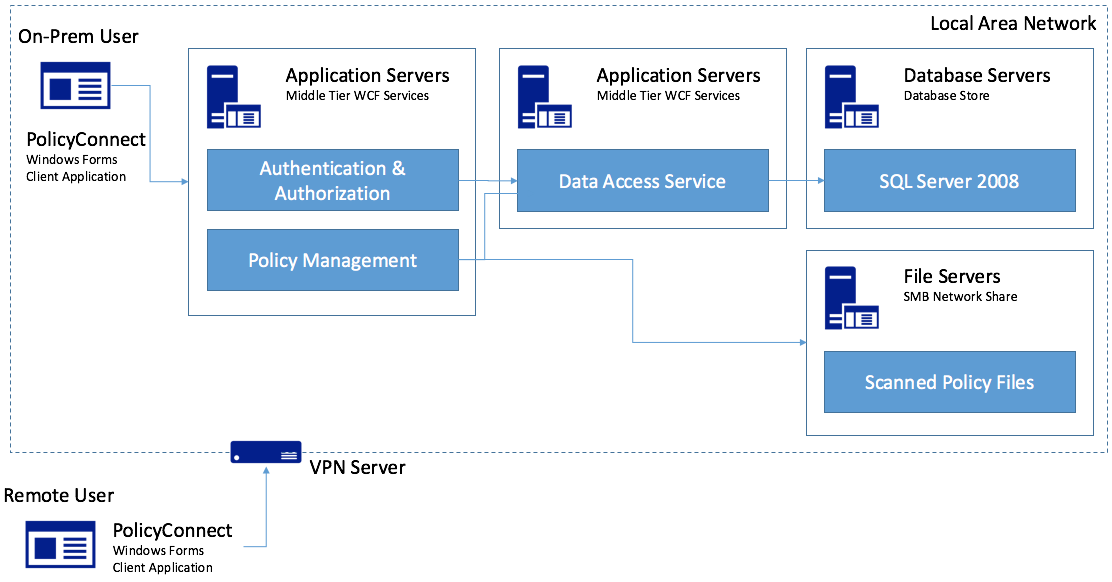 Local Area Network
On-Prem User
PolicyConnect
Windows Forms
Client Application
Application Servers
Middle Tier WCF Services
Authentication &
Authorization
Policy Management
Application Servers
Middle Tier WCF Services
Data Access Service
Database Servers
Database Store
SQL Server 2008
File Servers
SMB Network Share
Scanned Policy Files
VPN Server
Remote User
PolicyConnect
Windows Forms
Client Application